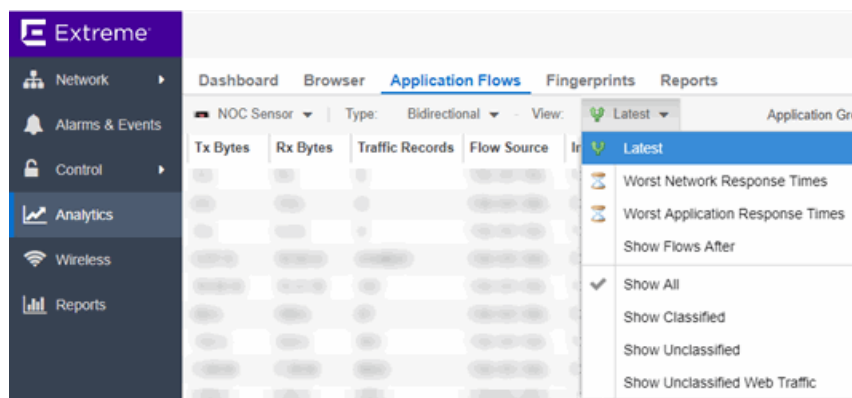 Extreme
Network
Alarms & Events
Control
Analytics
Wireless
Reports
Dashboard Browser Application Flows Fingerprints Reports
NOC Sensor Type: Bidirectional - View: Latest Application Gr
Tx Bytes Rx Bytes Traffic Records Flow Source
Latest
Worst Network Response Times
Worst Application Response Times
Show Flows After
Show All
Show Classified
Show Unclassified
Show Unclassified Web Traffic